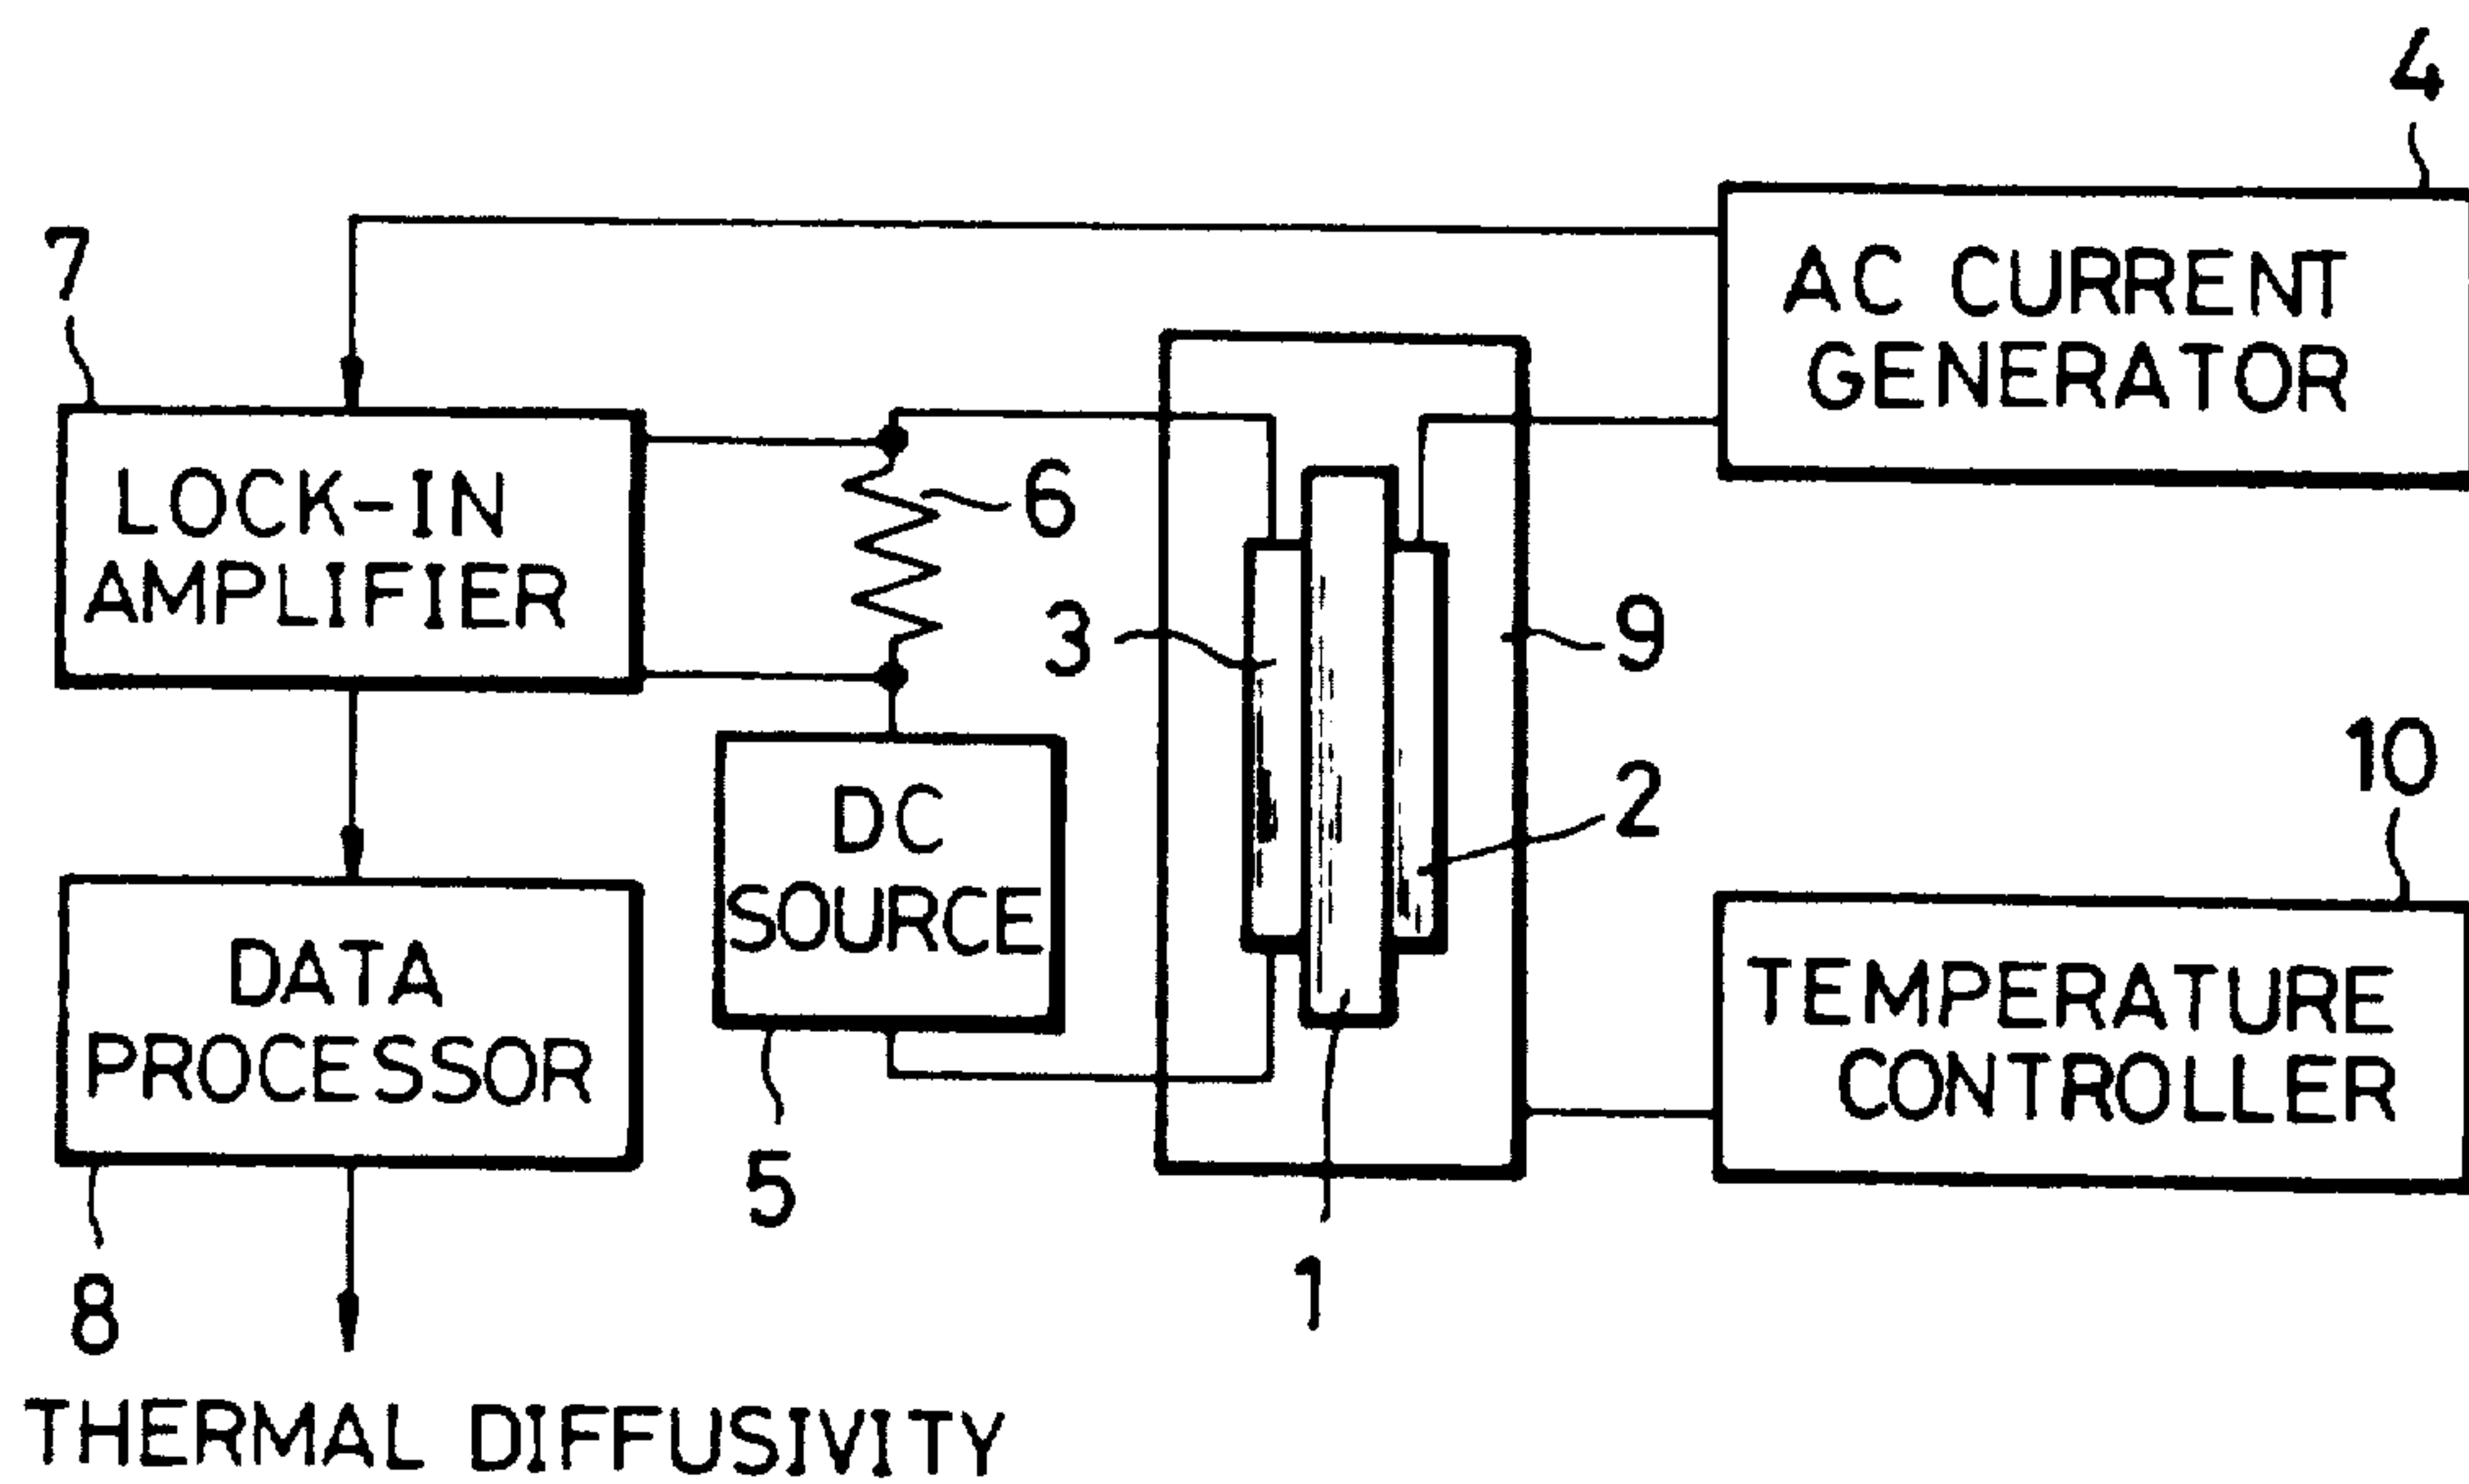 4
7
AC CURRENT
GENERATOR
LOCK-IN
AMPLIFIER
6
3
9
10
2
DC
SOURCE
DATA
PROCESSOR
TEMPERATURE
CONTROLLER
5
1
8
THERMAL DIFFUSIVITY